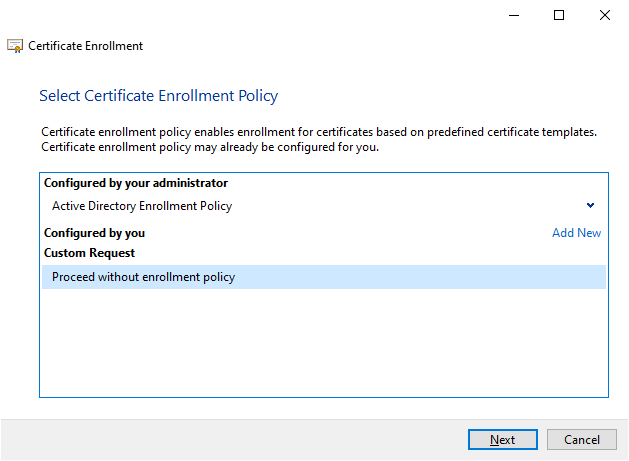 Certificate Enrollment
Select Certificate Enrollment Policy
Certificate enrollment policy enables enrollment for certificates based on predefined certificate templates.
Certificate enrollment policy may already be configured for you.
Configured by your administrator
Active Directory Enrollment Policy
Configured by you Add New
Custom Request
Proceed without enrollment policy
Next Cancel